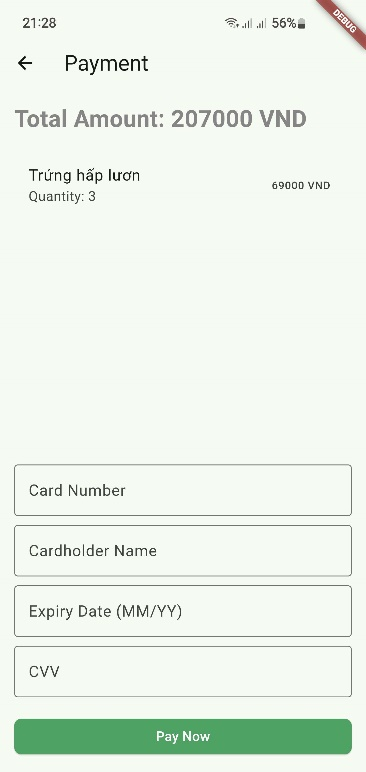 21:28
56%
DEBUG
Payment
Total Amount: 207000 VND
Trứng hấp lươn
69000 VND
Quantity: 3
Card Number
Cardholder Name
Expiry Date (MM/YY)
CVV
Pay Now